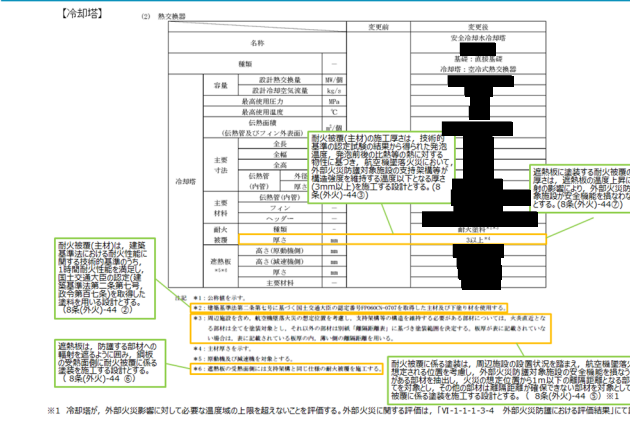 【冷却塔】
(2) 熱交換器
変更前 変更後
名称 安全冷却水冷却塔
種類 － 基礎：直接基礎
冷却塔：空冷式熱交換器
冷却塔
容量 設計熱交換量 MW/個
設計冷却空気流量 kg/s
最高使用圧力 MPa
最高使用温度 ℃
伝熱面積
(伝熱管及びフィン外表面) m²/個
主要
寸法
全長
全幅
全高
伝熱管
(内管)
外径
厚さ
主要
材料
伝熱管(内管)
フィン －
ヘッダー －
耐火
被覆
種類 － 耐火塗料
厚さ mm 3以上*4
遮熱板
高さ(原動機側) mm
高さ(減速機側) mm
厚さ mm
主要材料 －
耐火被覆(主材)の施工厚さは、技術的
基準の認定試験の結果から得られた発泡
温度、発泡前後の比熱等の熱に対する
物性に基づき、航空機墜落火災において、
外部火災防護対象施設の支持架構等が
構造強度を維持する温度以下となる厚さ
(3mm以上)を施工する設計とする。(8
条(外火)-44③)
遮熱板に塗装する耐火被覆の
厚さは、遮熱板の温度上昇に
射の影響により、外部火災防
象施設が安全機能を損なわな
とする。(8条(外火)-44⑦)
耐火被覆(主材)は、建築
基準法における耐火性能に
関する技術的基準のうち、
1時間耐火性能を満足し、
国土交通大臣の認定(建
築基準法第二条第七号、
政令第百七条)を取得した
塗料を用いる設計とする。
(8条(外火)-44 ②)
遮熱板は、防護する部材への
輻射を遮るように囲み、鋼板
の受熱面側に耐火被覆に係る
塗装を施工する設計とする。
(8条(外火)-44 ⑥)
注記 *1：公称値を示す。
*2：建築基準法第二条第七号に基づく国土交通大臣の認定番号FP060CN-0707を取得した主材及び下塗り材を使用する。
*3：周辺施設を含め、航空機墜落火災の想定位置を考慮し、支持架構等の構造を維持する必要がある部材については、火炎直近とな
る部材は全てを塗装対象とし、それ以外の部材は別紙「離隔距離表」に基づき塗装範囲を決定する。板厚が表に記載されていな
い場合は、表に記載されている板厚の内、薄い側の離隔距離を用いる。
*4：主材厚さを示す。
*5：原動機及び減速機を対象とする。
*6：遮熱板の受熱面側には支持架構と同じ仕様の耐火被覆を施工する。
耐火被覆に係る塗装は、周辺施設の設置状況を踏まえ、航空機墜落火
想定される位置を考慮し、外部火災防護対象施設の安全機能を損なう
がある部材を抽出し、火災の想定位置から1m以下の離隔距離となる部
てを対象とし、その他の部材は離隔距離が確保できない部材を対象として
被覆に係る塗装を施工する設計とする。(8条(外火)-44 ⑤) ※1
※1 冷却塔が、外部火災影響に対して必要な温度域の上限を超えないことを評価する。外部火災に関する評価は、「Ⅵ-1-1-1-3-4 外部火災防護における評価結果」にて